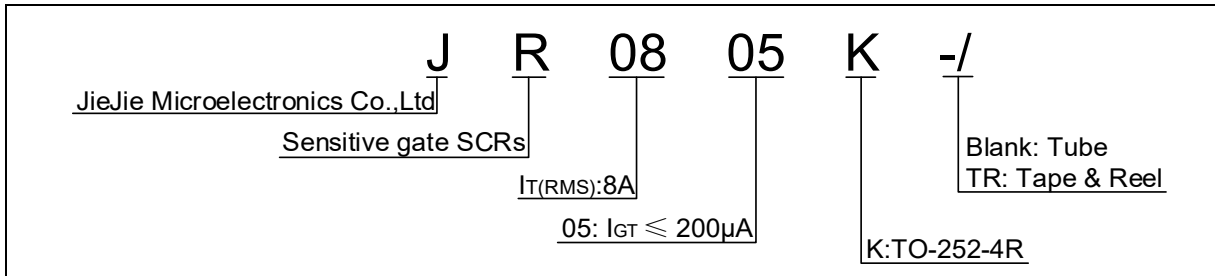 J R 08 05 K -/
JieJie Microelectronics Co.,Ltd
Sensitive gate SCRs
Blank: Tube
IT(RMS):8A
TR: Tape & Reel
05: IGT ≤ 200μA
K:TO-252-4R